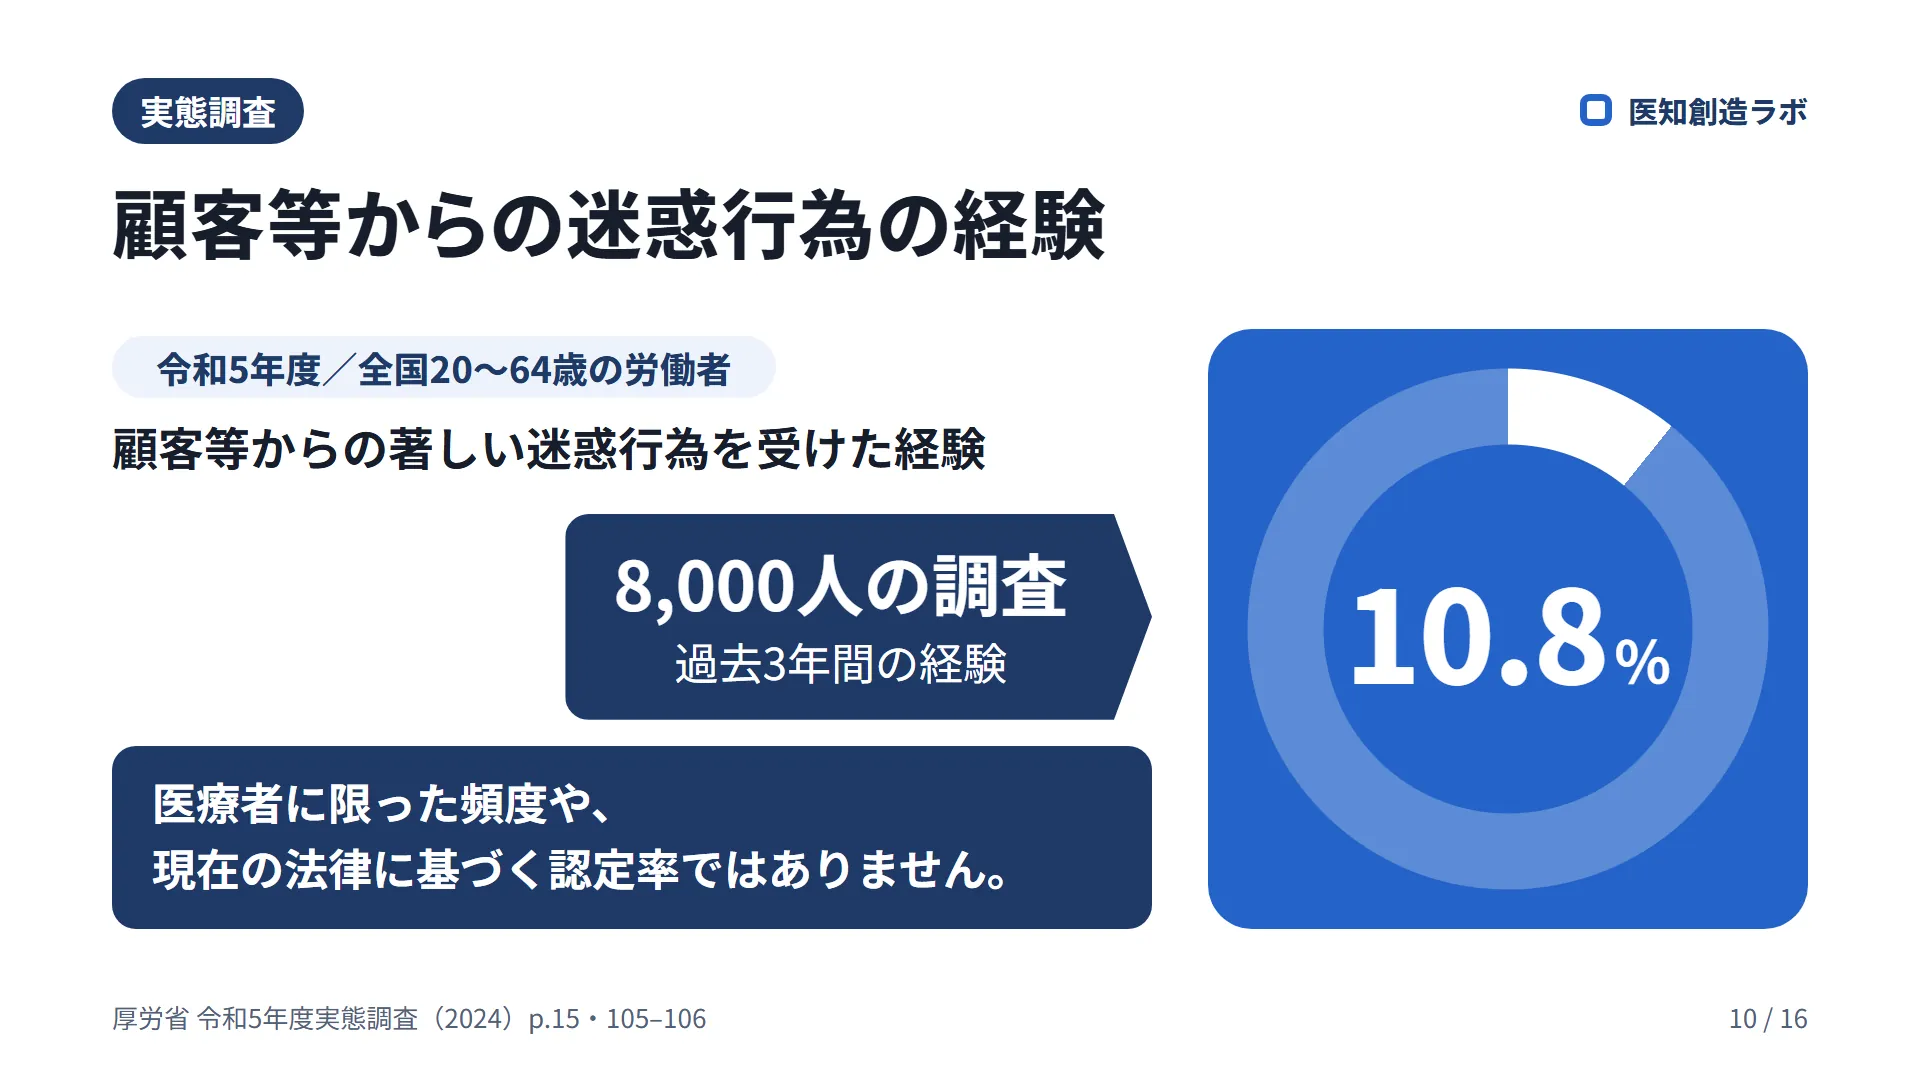 実態調査
医知創造ラボ
顧客等からの迷惑行為の経験
令和5年度／全国20〜64歳の労働者
顧客等からの著しい迷惑行為を受けた経験
8,000人の調査
過去3年間の経験
10.8%
医療者に限った頻度や、
現在の法律に基づく認定率ではありません。
厚労省 令和5年度実態調査（2024）p.15・105–106
10 / 16